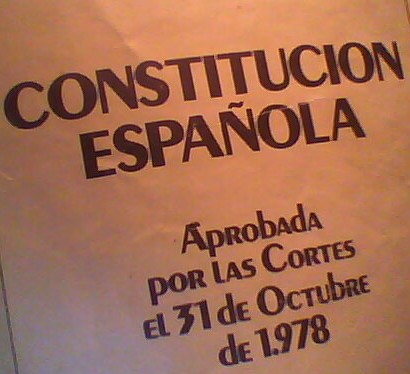 CONSTITUCION
ESPAÑOLA
Aprobada
por las Cortes
el 31 de Octubre
de 1.978